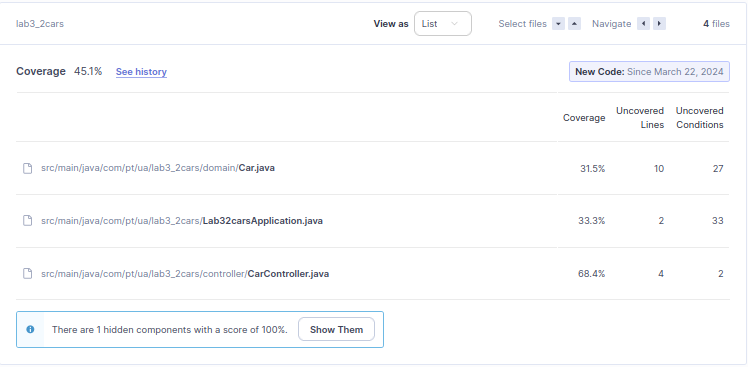 lab3_2cars View as List Select files Navigate 4 files
Coverage 45.1% See history New Code: Since March 22, 2024
Coverage Uncovered Lines Uncovered Conditions
src/main/java/com/pt/ua/lab3_2cars/domain/Car.java 31.5% 10 27
src/main/java/com/pt/ua/lab3_2cars/Lab32carsApplication.java 33.3% 2 33
src/main/java/com/pt/ua/lab3_2cars/controller/CarController.java 68.4% 4 2
There are 1 hidden components with a score of 100%. Show Them